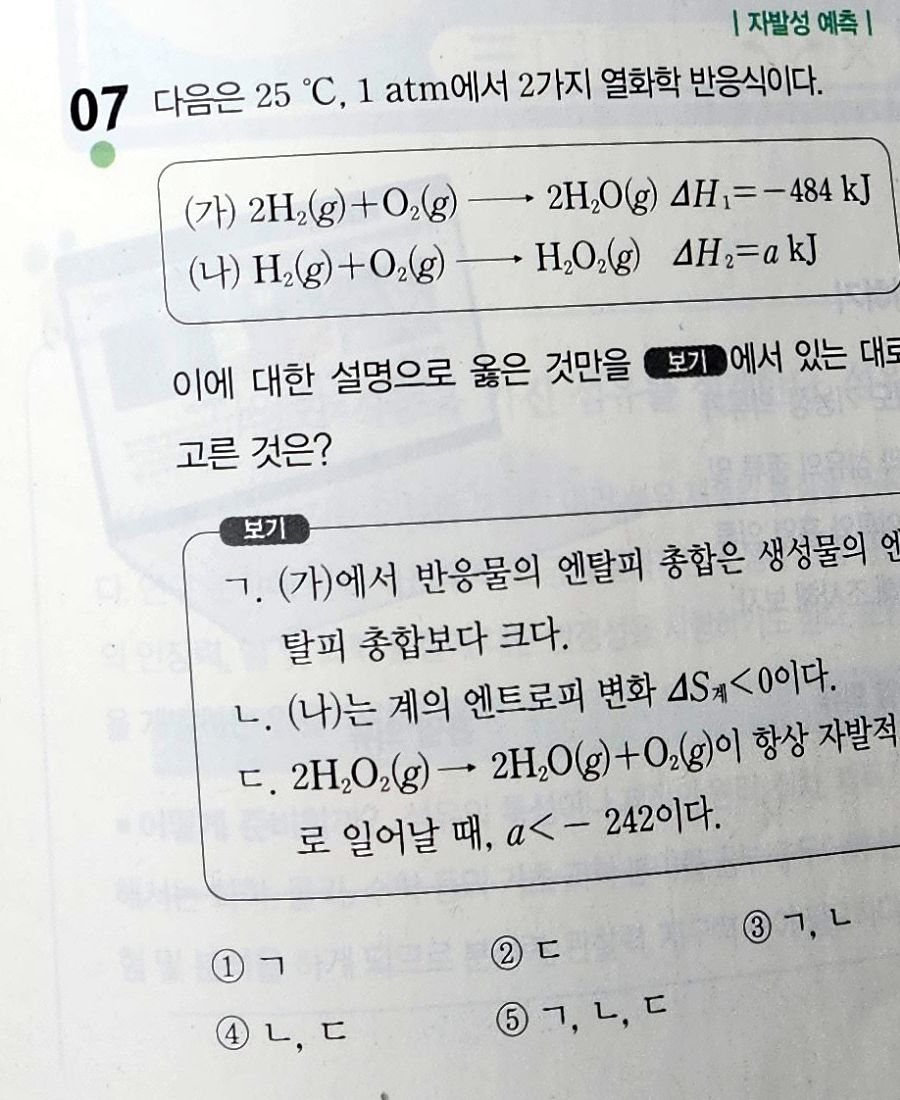 | 자발성 예측 |
07 다음은 25 ℃, 1 atm에서 2가지 열화학 반응식이다.
(가) 2H₂(g)+O₂(g) ⟶ 2H₂O(g) ΔH₁=−484 kJ
(나) H₂(g)+O₂(g) ⟶ H₂O₂(g) ΔH₂=a kJ
이에 대한 설명으로 옳은 것만을 보기 에서 있는 대로
고른 것은?
보기
ㄱ. (가)에서 반응물의 엔탈피 총합은 생성물의 엔
탈피 총합보다 크다.
ㄴ. (나)는 계의 엔트로피 변화 ΔS계<0이다.
ㄷ. 2H₂O₂(g) → 2H₂O(g)+O₂(g)이 항상 자발적
로 일어날 때, a<− 242이다.
① ㄱ ② ㄷ ③ ㄱ, ㄴ
④ ㄴ, ㄷ ⑤ ㄱ, ㄴ, ㄷ